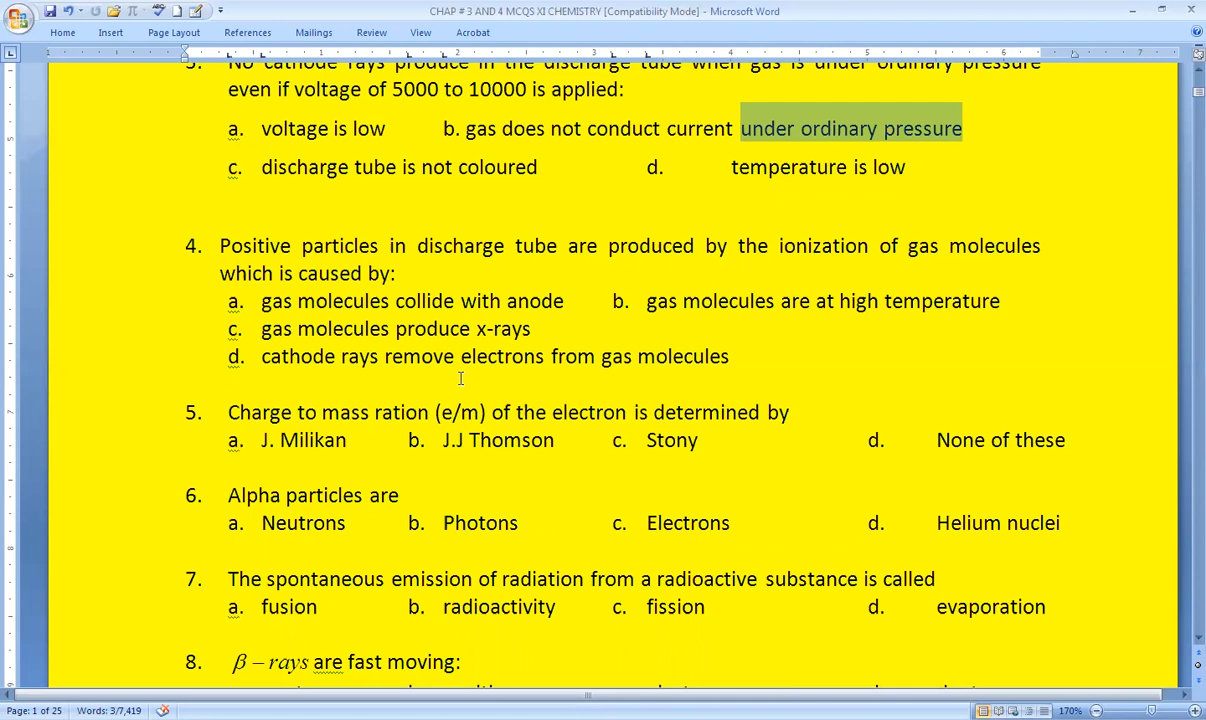 CHAP # 3 AND 4 MCQS XI CHEMISTRY [Compatibility Mode] - Microsoft Word
Home Insert Page Layout References Mailings Review View Acrobat
1 1 2 3 4 5 6 7
3. No cathode rays produce in the discharge tube when gas is under ordinary pressure
even if voltage of 5000 to 10000 is applied:
a. voltage is low b. gas does not conduct current under ordinary pressure
c. discharge tube is not coloured d. temperature is low
4. Positive particles in discharge tube are produced by the ionization of gas molecules
which is caused by:
a. gas molecules collide with anode b. gas molecules are at high temperature
c. gas molecules produce x-rays
d. cathode rays remove electrons from gas molecules
5. Charge to mass ration (e/m) of the electron is determined by
a. J. Milikan b. J.J Thomson c. Stony d. None of these
6. Alpha particles are
a. Neutrons b. Photons c. Electrons d. Helium nuclei
7. The spontaneous emission of radiation from a radioactive substance is called
a. fusion b. radioactivity c. fission d. evaporation
8. β – rays are fast moving:
Page: 1 of 25 Words: 3/7,419 170%